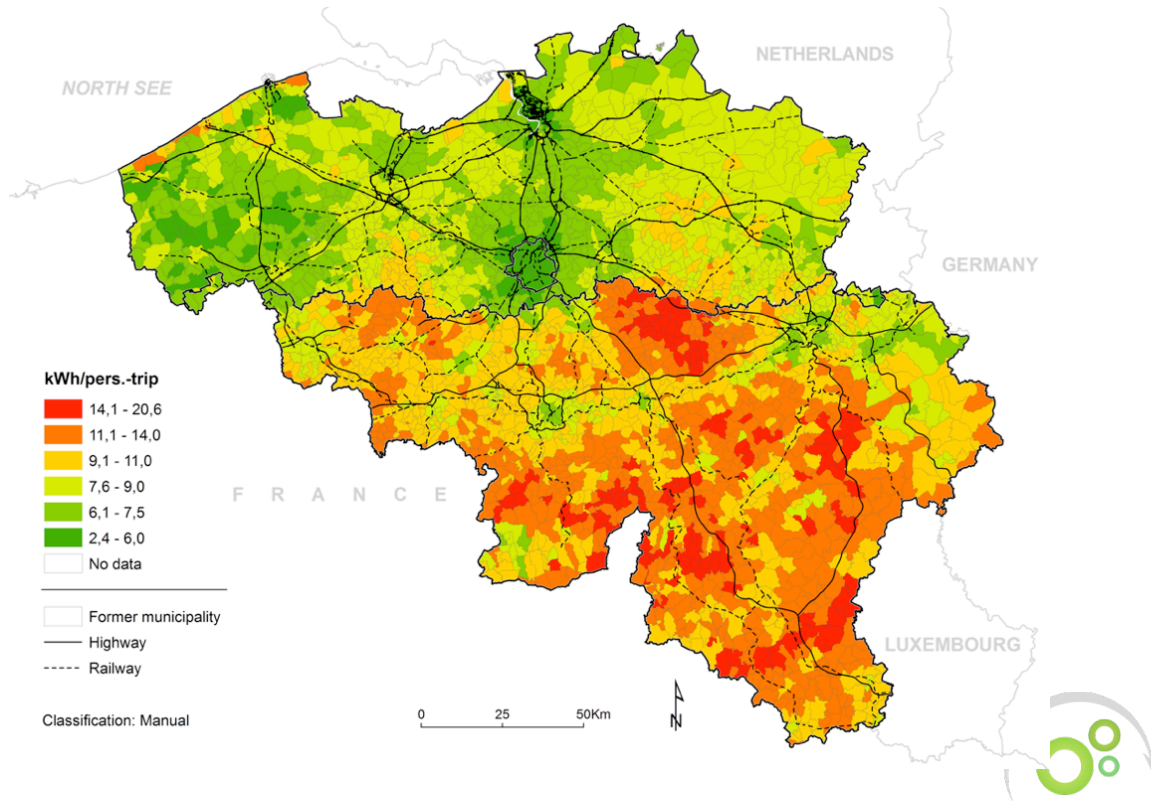 NETHERLANDS
NORTH SEE
GERMANY
kWh/pers.-trip
14,1 - 20,6
11,1 - 14,0
9,1 - 11,0
7,6 - 9,0
6,1 - 7,5
2,4 - 6,0
No data
FRANCE
Former municipality
Highway
Railway
LUXEMBOURG
Classification: Manual
0 25 50Km
N